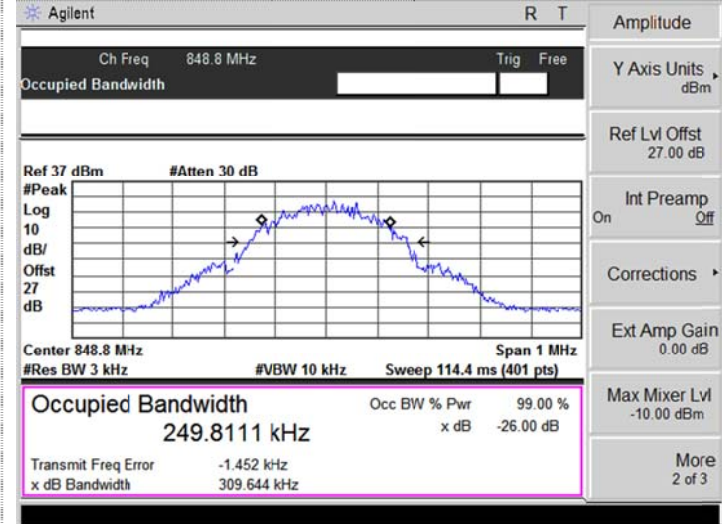 Agilent R T
Ch Freq 848.8 MHz Trig Free
Occupied Bandwidth
Ref 37 dBm #Atten 30 dB
#Peak
Log
10
dB/
Offst
27
dB
Center 848.8 MHz Span 1 MHz
#Res BW 3 kHz #VBW 10 kHz Sweep 114.4 ms (401 pts)
Occupied Bandwidth Occ BW % Pwr 99.00 %
249.8111 kHz x dB -26.00 dB
Transmit Freq Error -1.452 kHz
x dB Bandwidth 309.644 kHz
Amplitude
Y Axis Units
dBm
Ref Lvl Offst
27.00 dB
Int Preamp
On Off
Corrections
Ext Amp Gain
0.00 dB
Max Mixer Lvl
-10.00 dBm
More
2 of 3